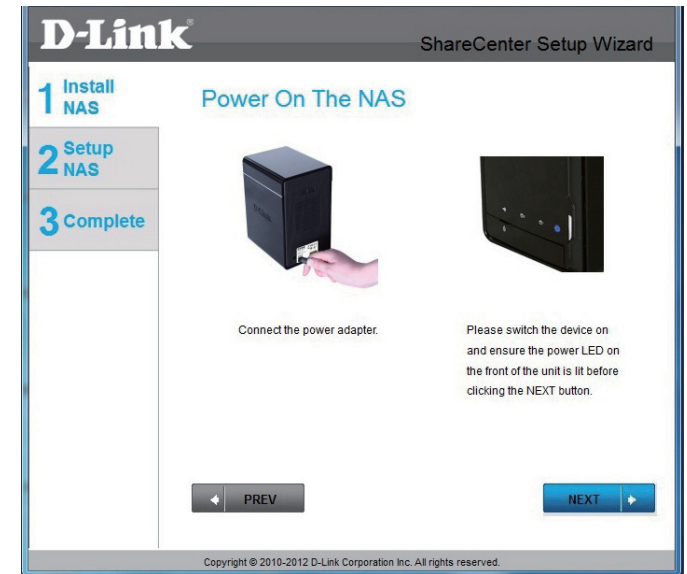 D-Link®
ShareCenter Setup Wizard
1 Install
NAS
2 Setup
NAS
3 Complete
Power On The NAS
D-Link
Connect the power adapter.
Please switch the device on
and ensure the power LED on
the front of the unit is lit before
clicking the NEXT button.
PREV
NEXT
Copyright © 2010-2012 D-Link Corporation Inc. All rights reserved.